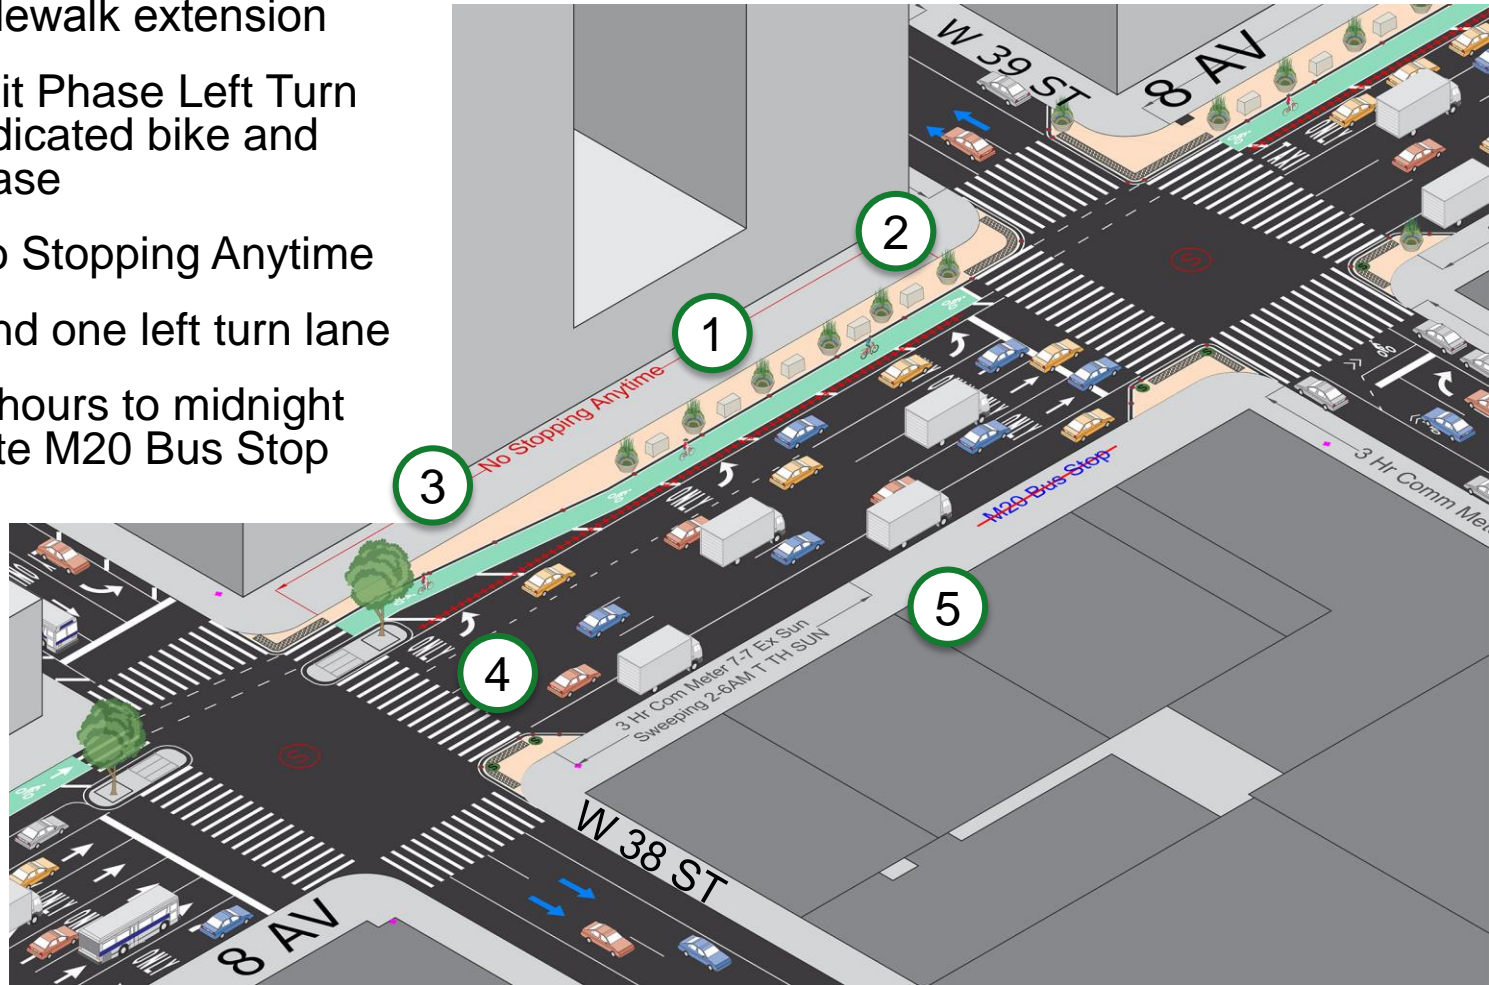 lewalk extension
it Phase Left Turn
dicated bike and
ase
Stopping Anytime
nd one left turn lane
hours to midnight
te M20 Bus Stop
W 39 ST
8 AV
2
1
No Stopping Anytime
3
4
5
M20 Bus Stop
3 Hr Comm Met
3 Hr Com Meter 7-7 Ex Sun
Sweeping 2-6AM T TH SUN
W 38 ST
8 AV
ONLY
TAXI
ONLY
ONLY
ONLY
ONLY
S
S